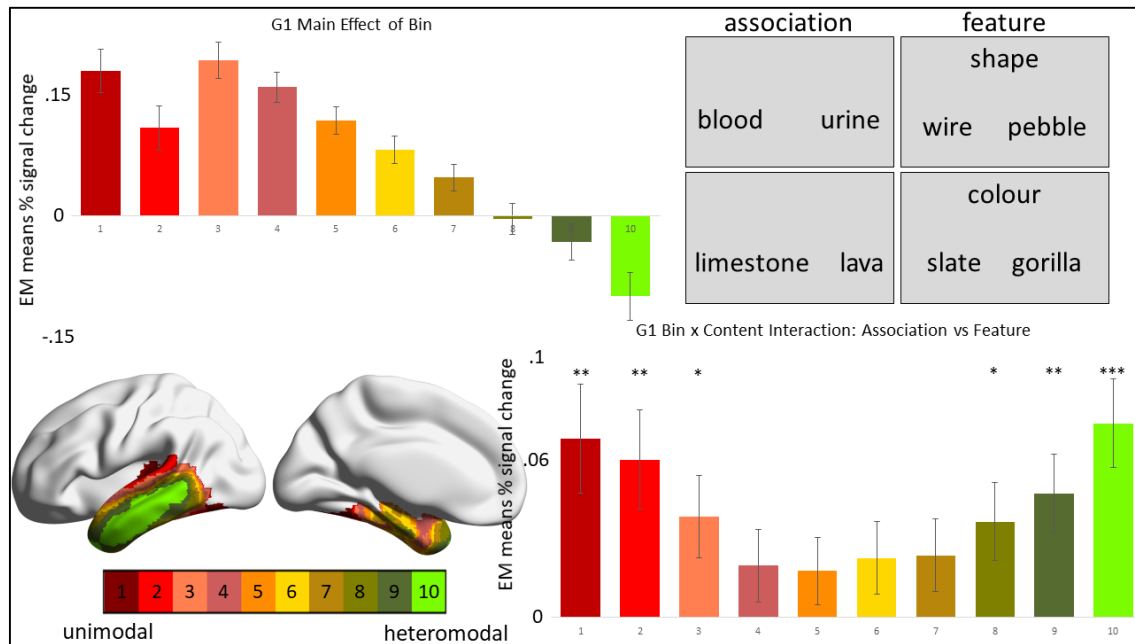 G1 Main Effect of Bin
EM means % signal change
.15
0
-.15
1 2 3 4 5 6 7 8 9 10
association
feature
blood urine
shape
wire pebble
limestone lava
colour
slate gorilla
G1 Bin x Content Interaction: Association vs Feature
EM means % signal change
.1
.06
0
** ** * * ** ***
1 2 3 4 5 6 7 8 9 10
1 2 3 4 5 6 7 8 9 10
unimodal heteromodal